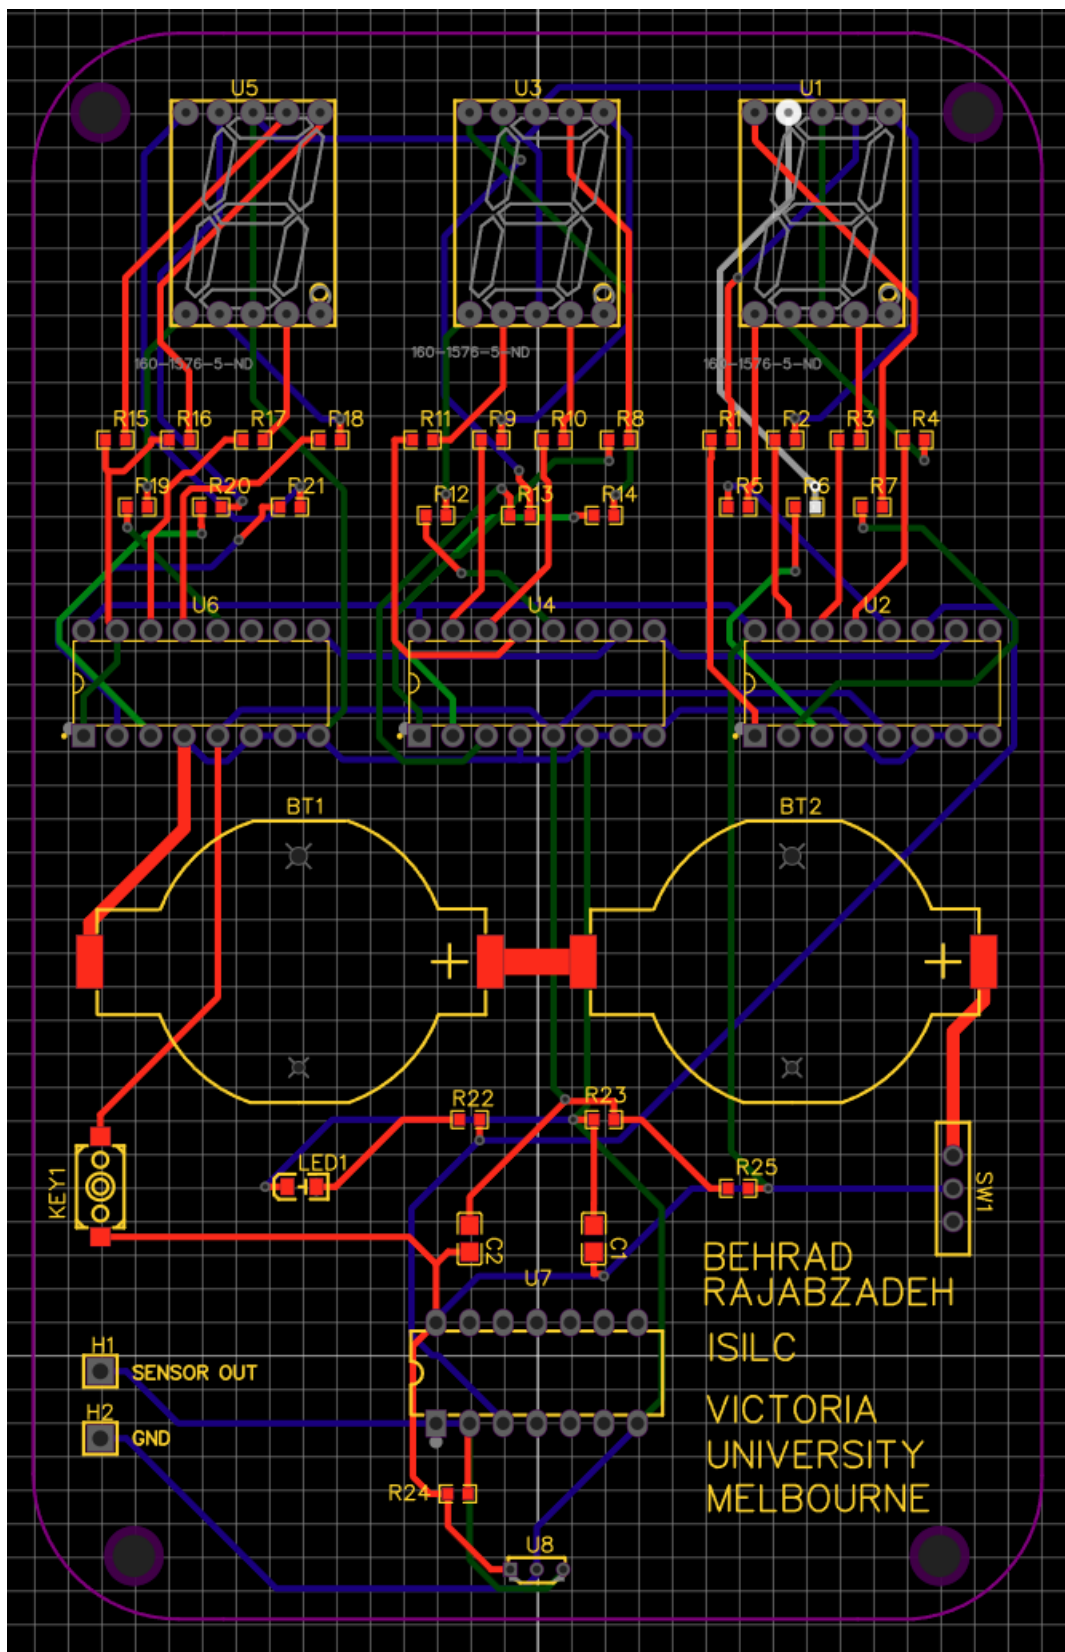 U5 U3 U1
160-1576-5-ND 160-1576-5-ND 160-1576-5-ND
R15 R16 R17 R18 R11 R9 R10 R8 R1 R2 R3 R4
R19 R20 R21 R12 R13 R14 R5 R6 R7
U6 U4 U2
BT1 BT2
+ +
R22 R23
LED1 R25
KEY1 SW1
C2 C1
U7
BEHRAD
RAJABZADEH
ISILC
H1
SENSOR OUT
H2
GND
VICTORIA
UNIVERSITY
MELBOURNE
R24
U8